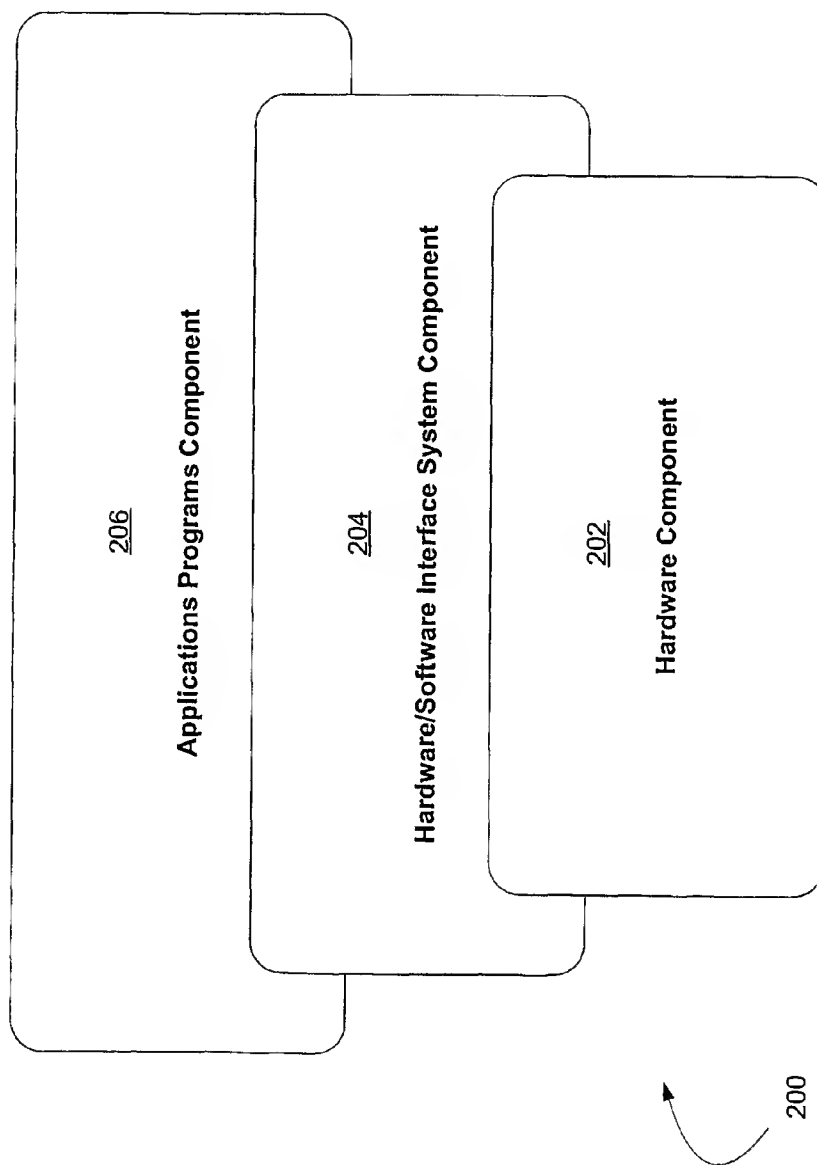 206
Applications Programs Component
204
Hardware/Software Interface System Component
202
Hardware Component
200